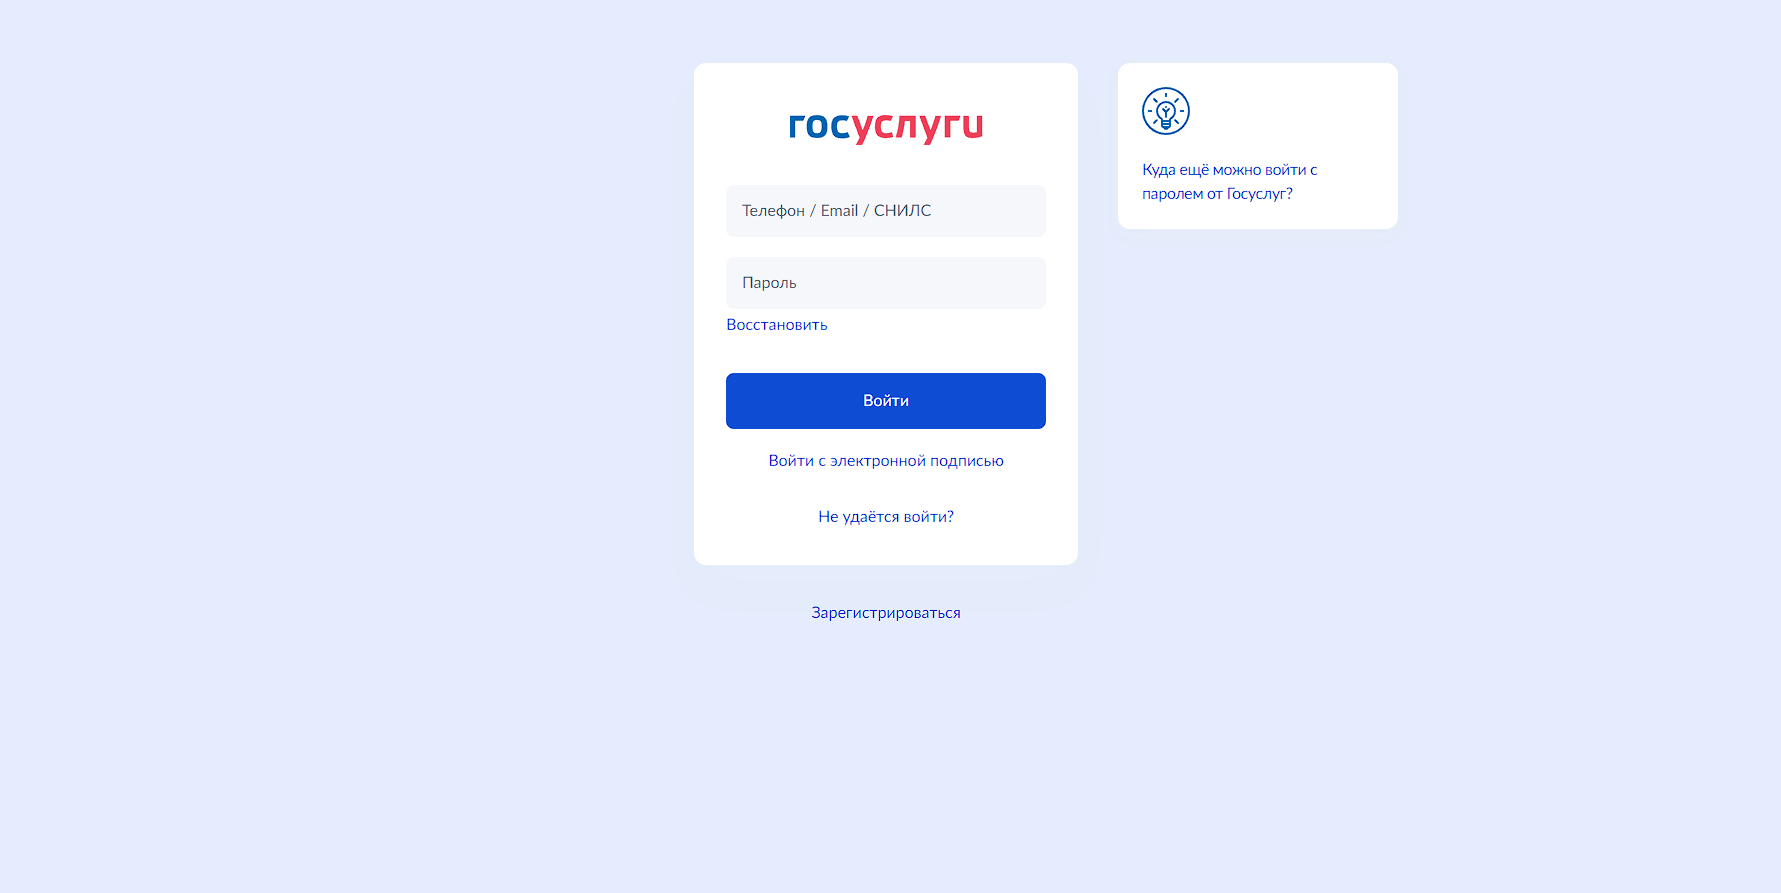 госуслуги
Телефон / Email / СНИЛС
Пароль
Восстановить
Войти
Войти с электронной подписью
Не удаётся войти?
Зарегистрироваться
Куда ещё можно войти с
паролем от Госуслуг?